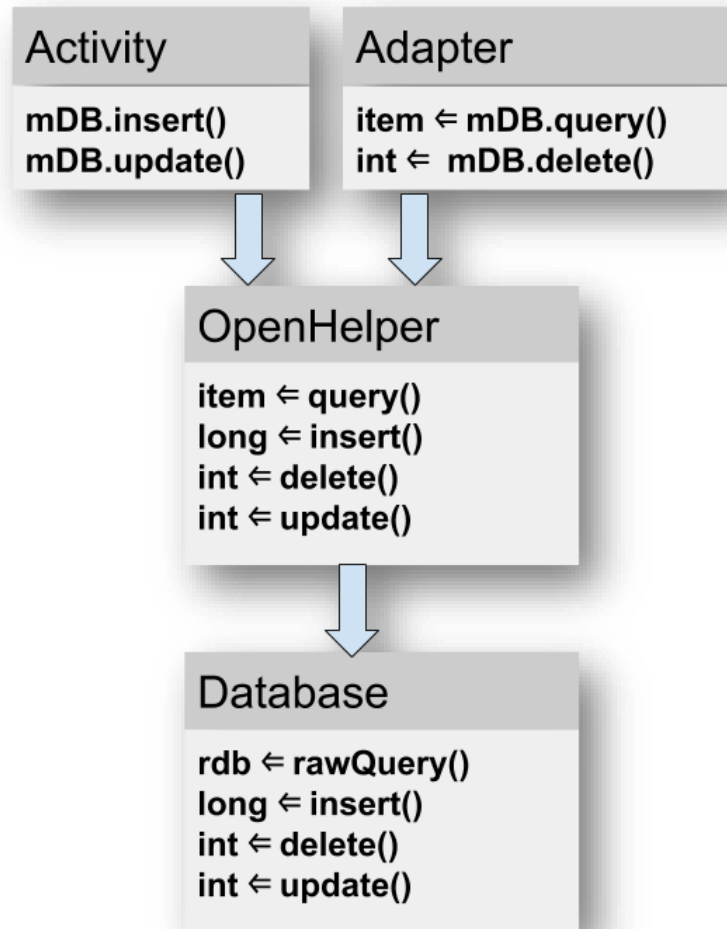 Activity
mDB.insert()
mDB.update()
Adapter
item ⇐ mDB.query()
int ⇐ mDB.delete()
OpenHelper
item ⇐ query()
long ⇐ insert()
int ⇐ delete()
int ⇐ update()
Database
rdb ⇐ rawQuery()
long ⇐ insert()
int ⇐ delete()
int ⇐ update()